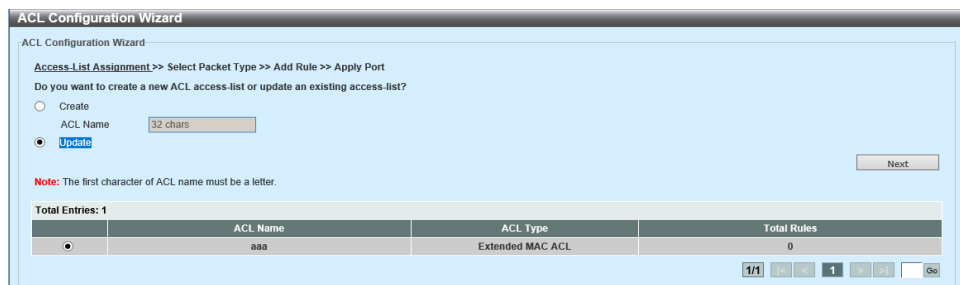 ACL Configuration Wizard
ACL Configuration Wizard
Access-List Assignment >> Select Packet Type >> Add Rule >> Apply Port
Do you want to create a new ACL access-list or update an existing access-list?
Create
ACL Name 32 chars
Update
Next
Note: The first character of ACL name must be a letter.
Total Entries: 1
ACL Name ACL Type Total Rules
aaa Extended MAC ACL 0
1/1 |< < 1 > >| Go